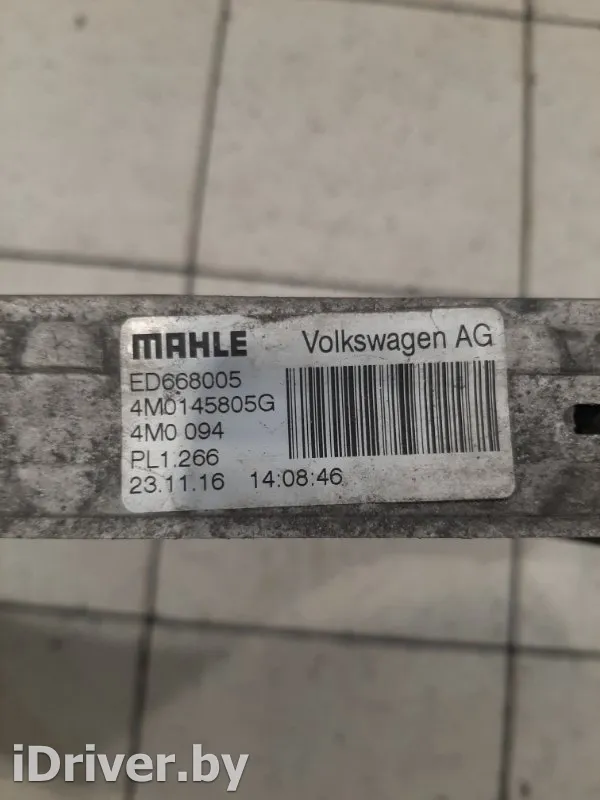 MAHLE Volkswagen AG
ED668005
4M0145805G
4M0 094
PL1.266
23.11.16 14:08:46
iDriver.by